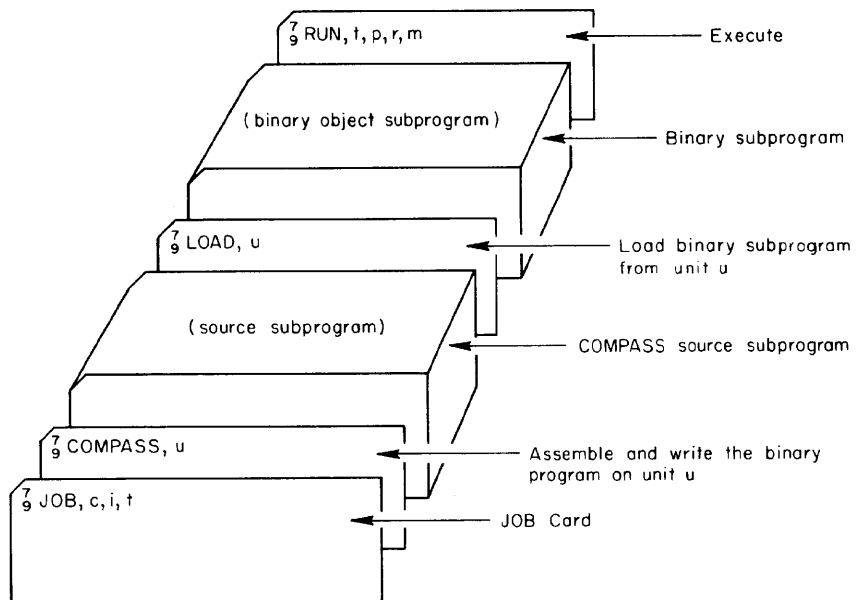 7
9 RUN, t, p, r, m
Execute
(binary object subprogram)
Binary subprogram
7
9 LOAD, u
Load binary subprogram
from unit u
(source subprogram)
COMPASS source subprogram
7
9 COMPASS, u
Assemble and write the binary
program on unit u
7
9 JOB, c, i, t
JOB Card